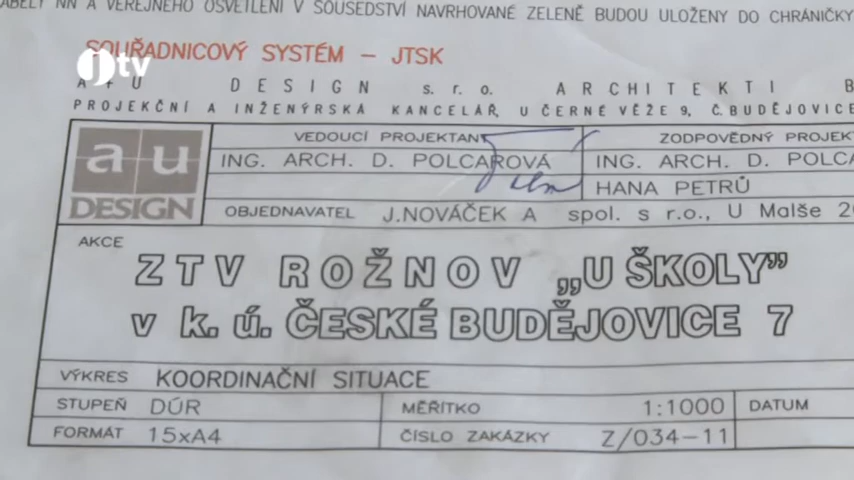 NN A VEŘEJNÉHO OSVĚTLENÍ V SOUSEDSTVÍ NAVRHOVANÉ ZELENĚ BUDOU ULOŽENY DO CHRÁNIČKY
SOUŘADNICOVÝ SYSTÉM – JTSK
jtv
A+U DESIGN s.r.o. ARCHITEKTI
PROJEKČNÍ A INŽENÝRSKÁ KANCELÁŘ, U ČERNÉ VĚŽE 9, Č.BUDĚJOVICE
au
DESIGN
VEDOUCÍ PROJEKTANT
ZODPOVĚDNÝ
ING. ARCH. D. POLCAROVÁ
ING. ARCH. D.
HANA PETRŮ
OBJEDNAVATEL J.NOVÁČEK A spol. s r.o., U Malše
AKCE
ZTV ROŽNOV „U ŠKOLY”
v k. ú. ČESKÉ BUDĚJOVICE 7
VÝKRES KOORDINAČNÍ SITUACE
STUPEŇ DÚR MĚŘÍTKO 1:1000 DATUM
FORMÁT 15xA4 ČÍSLO ZAKÁZKY Z/034-11